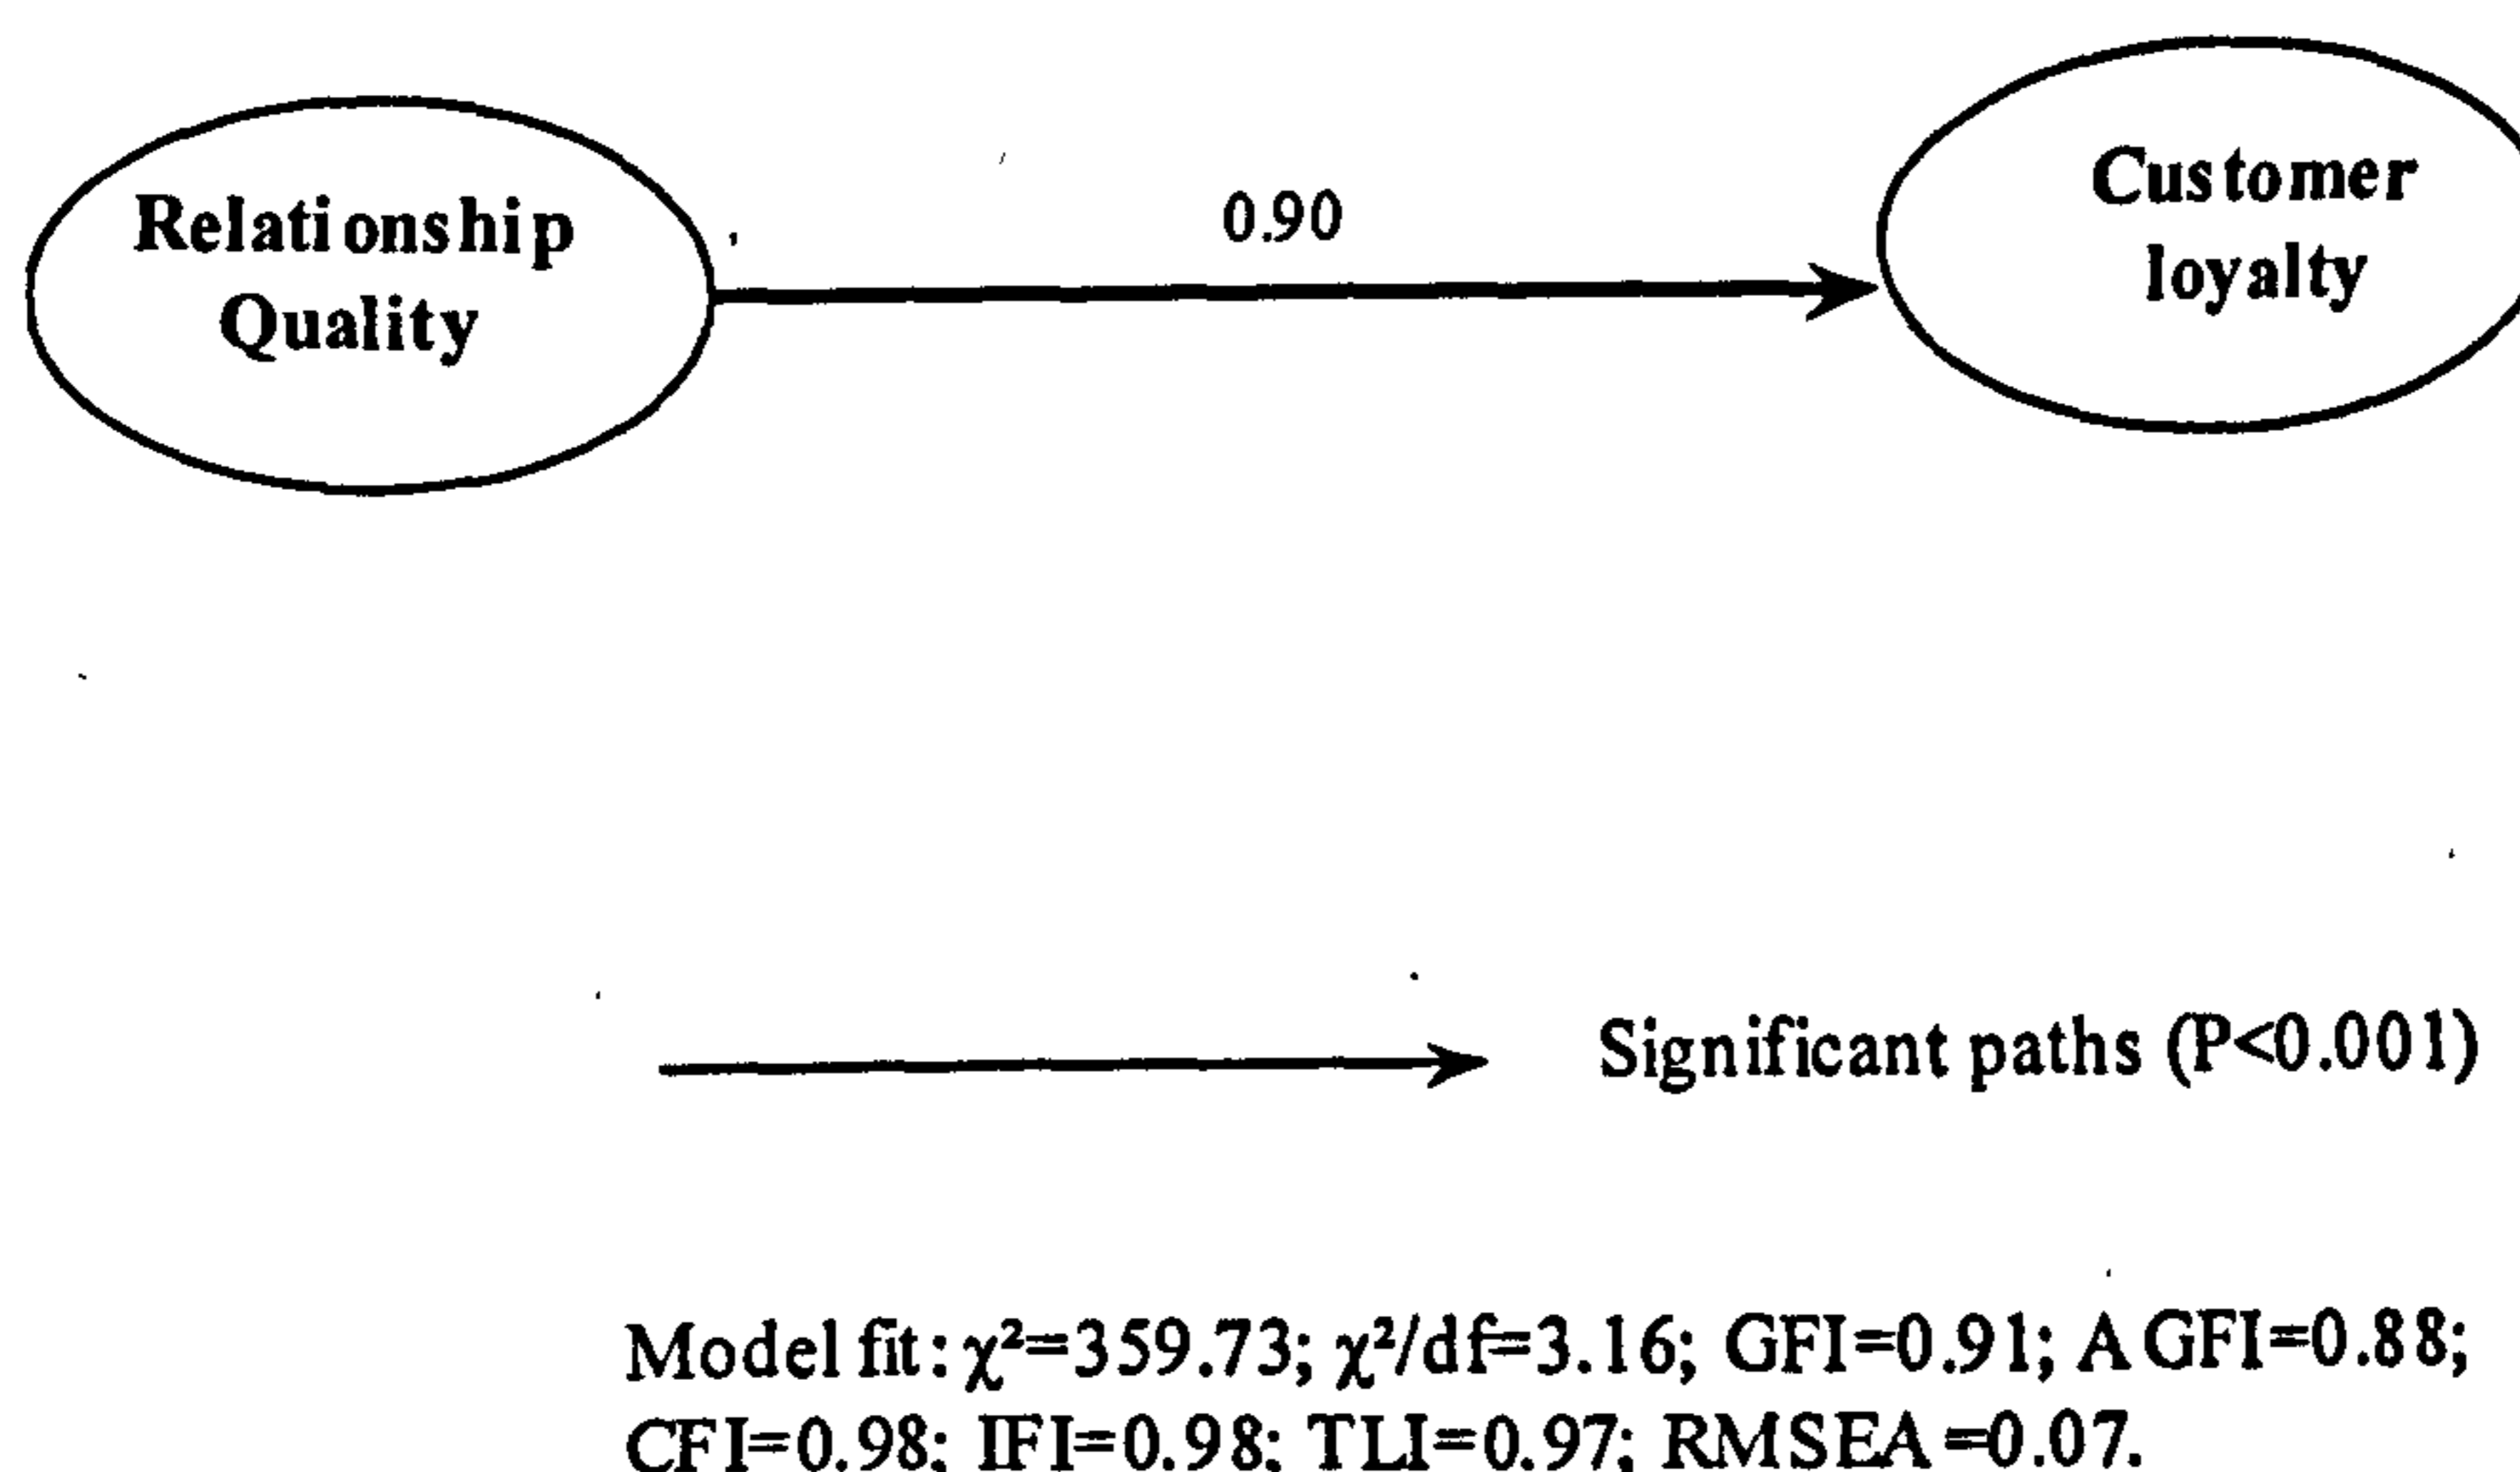 Relationship
Quality
0.90
Customer
loyalty
Significant paths (P<0.001)
Model fit: χ²=359.73; χ²/df=3.16; GFI=0.91; AGFI=0.88;
CFI=0.98; IFI=0.98; TLI=0.97; RMSEA=0.07.